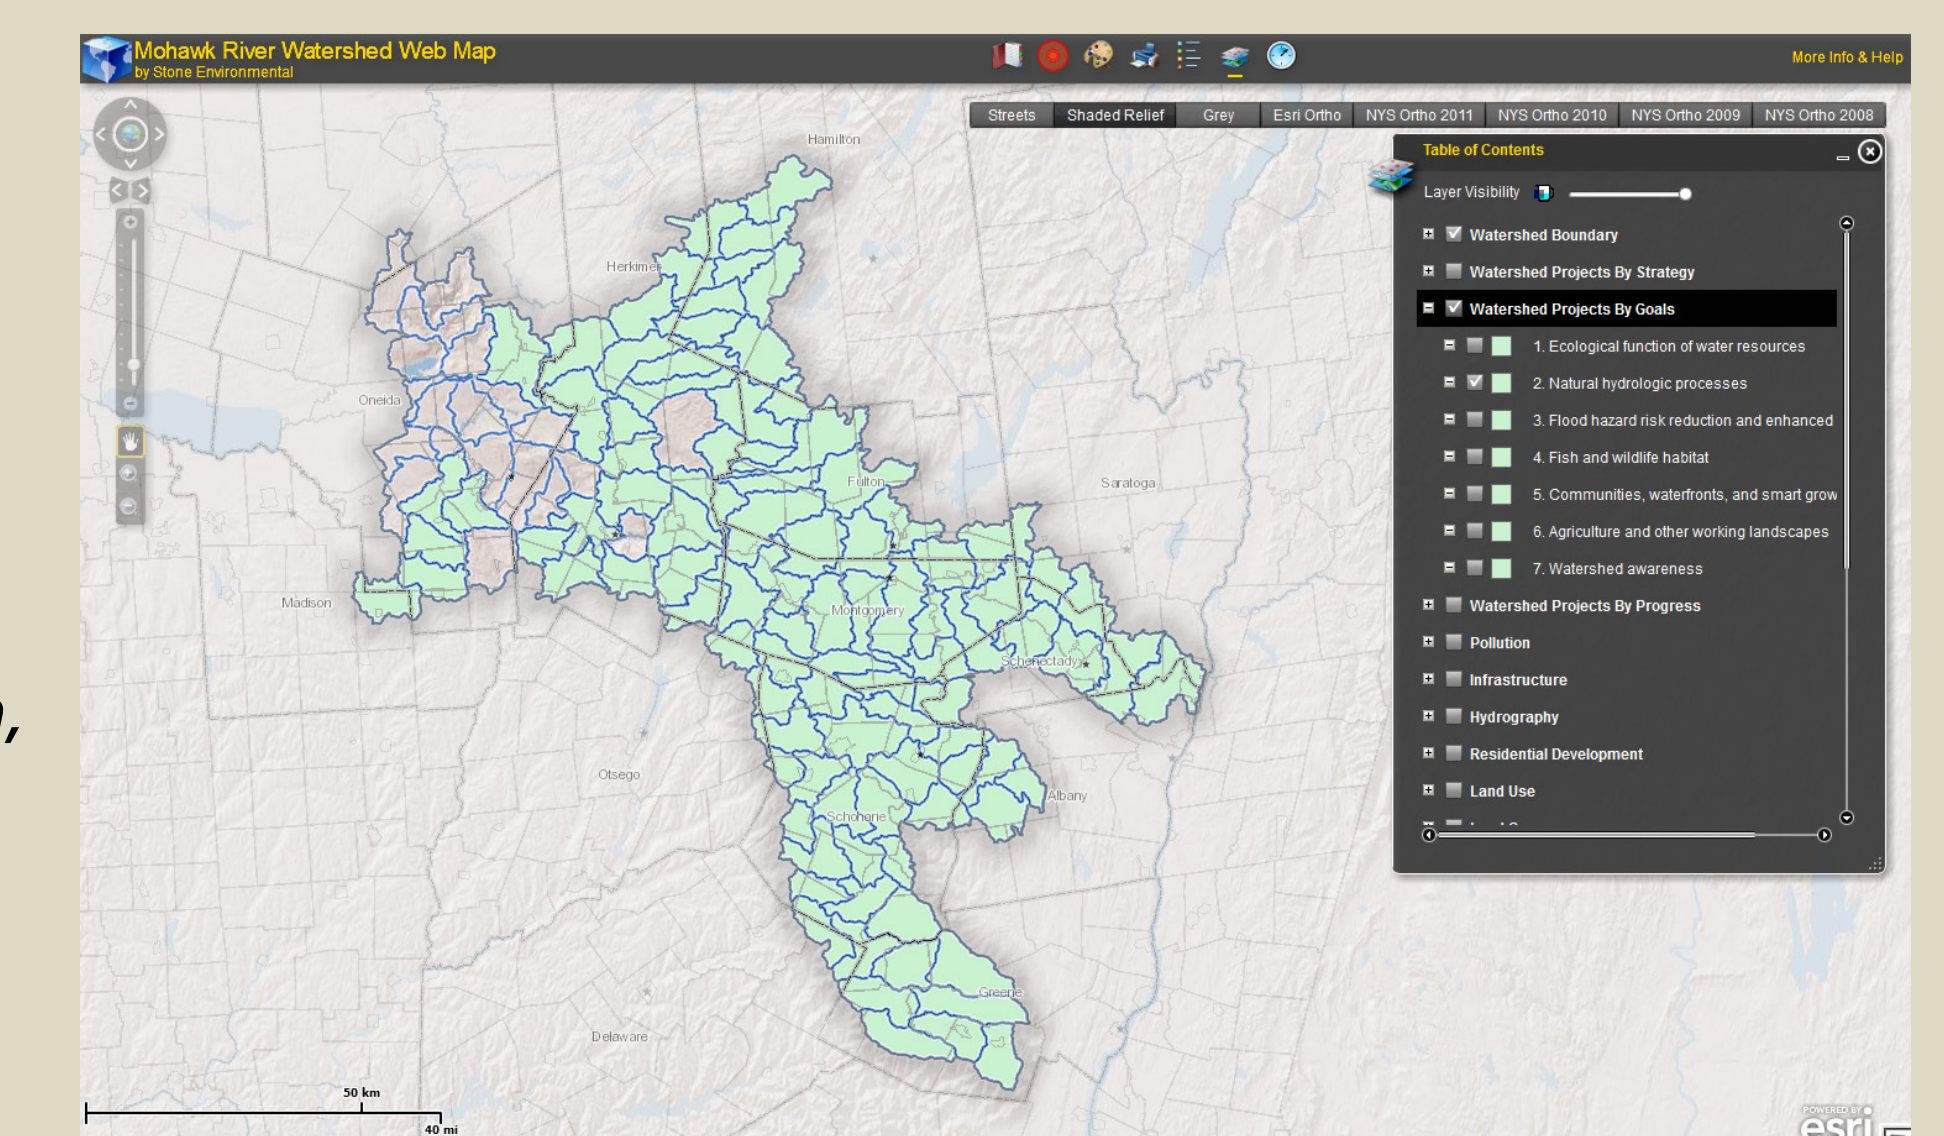 Mohawk River Watershed Web Map
by Stone Environmental
More Info & Help
Streets
Shaded Relief
Grey
Esri Ortho
NYS Ortho 2011
NYS Ortho 2010
NYS Ortho 2009
NYS Ortho 2008
Table of Contents
Layer Visibility
Watershed Boundary
Watershed Projects By Strategy
Watershed Projects By Goals
1. Ecological function of water resources
2. Natural hydrologic processes
3. Flood hazard risk reduction and enhanced
4. Fish and wildlife habitat
5. Communities, waterfronts, and smart grow
6. Agriculture and other working landscapes
7. Watershed awareness
Watershed Projects By Progress
Pollution
Infrastructure
Hydrography
Residential Development
Land Use
Hamilton
Herkimer
Oneida
Fulton
Saratoga
Madison
Montgomery
Schenectady
Otsego
Albany
Schoharie
Greene
Delaware
50 km
40 mi
POWERED BY
esri